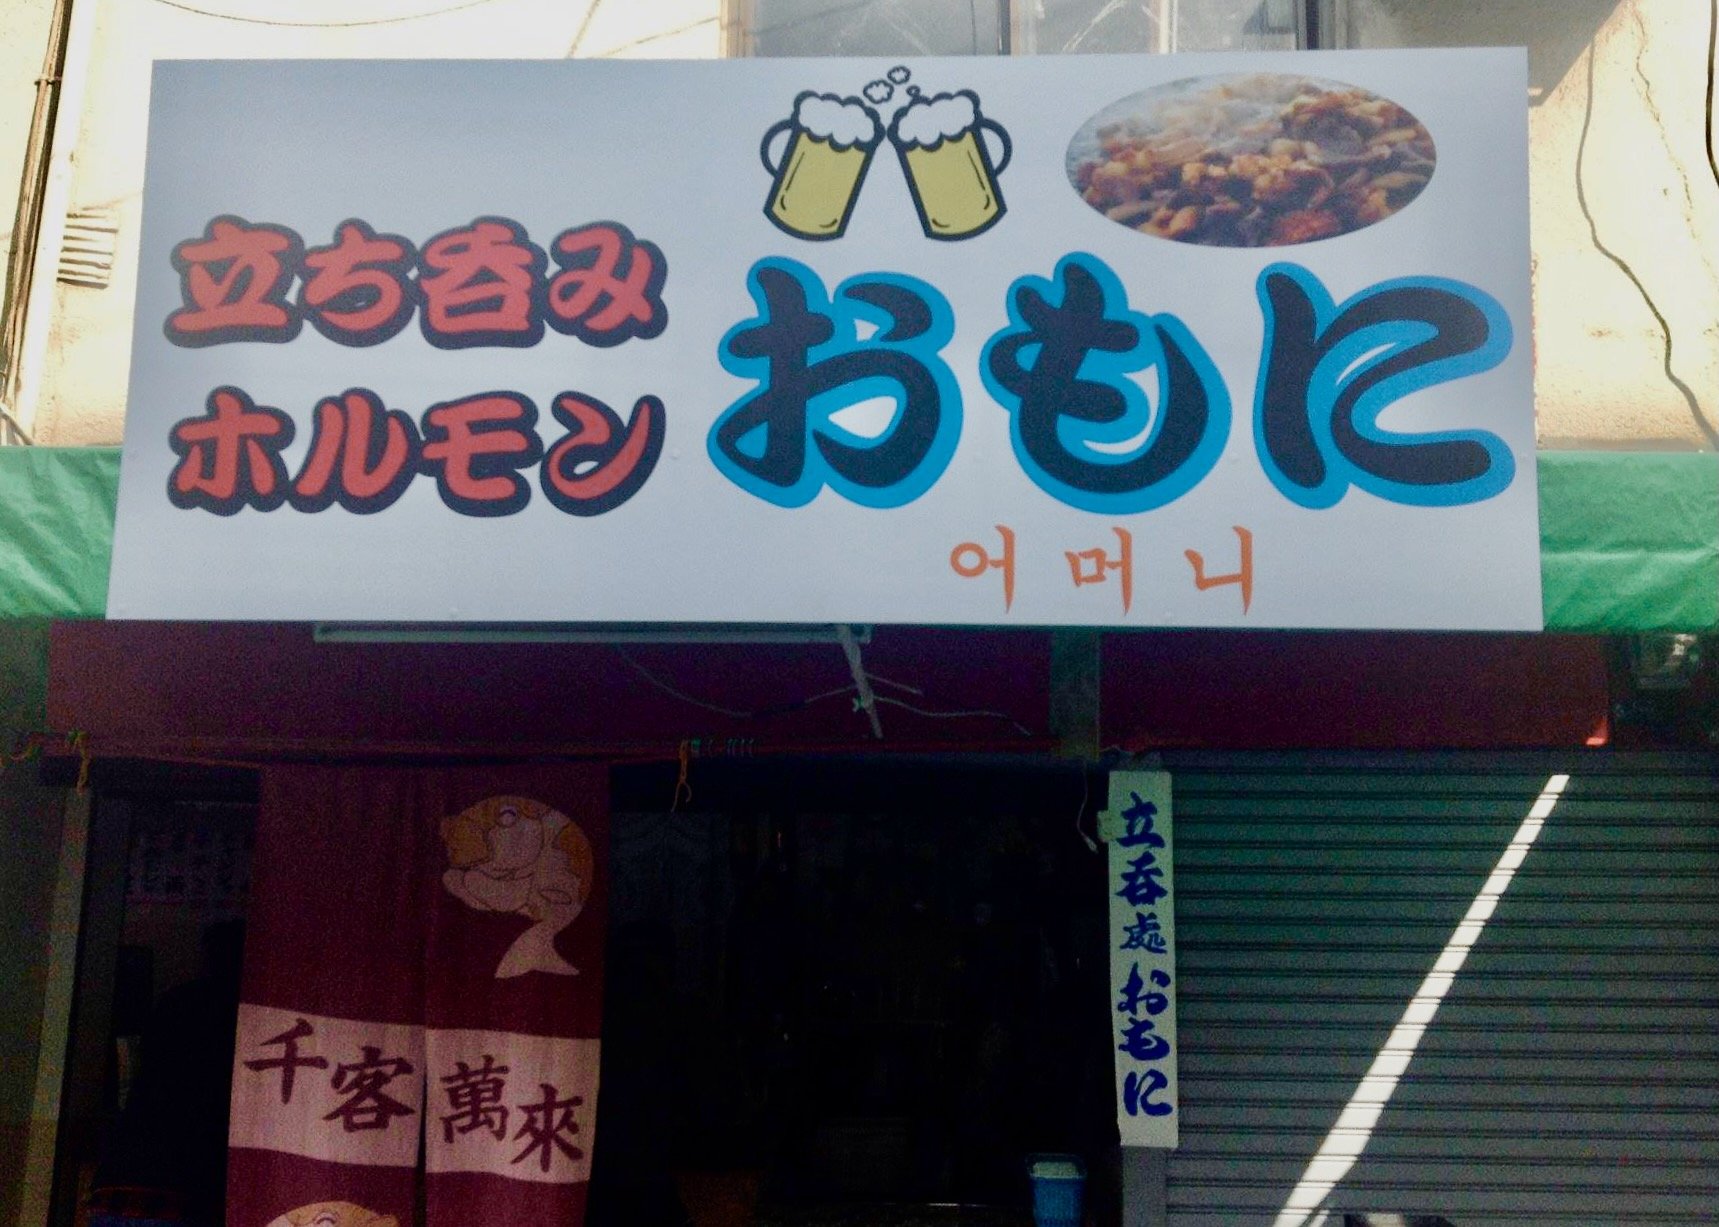 立ち呑み
ホルモン
おもに
어머니
千客萬來
立呑處おもに